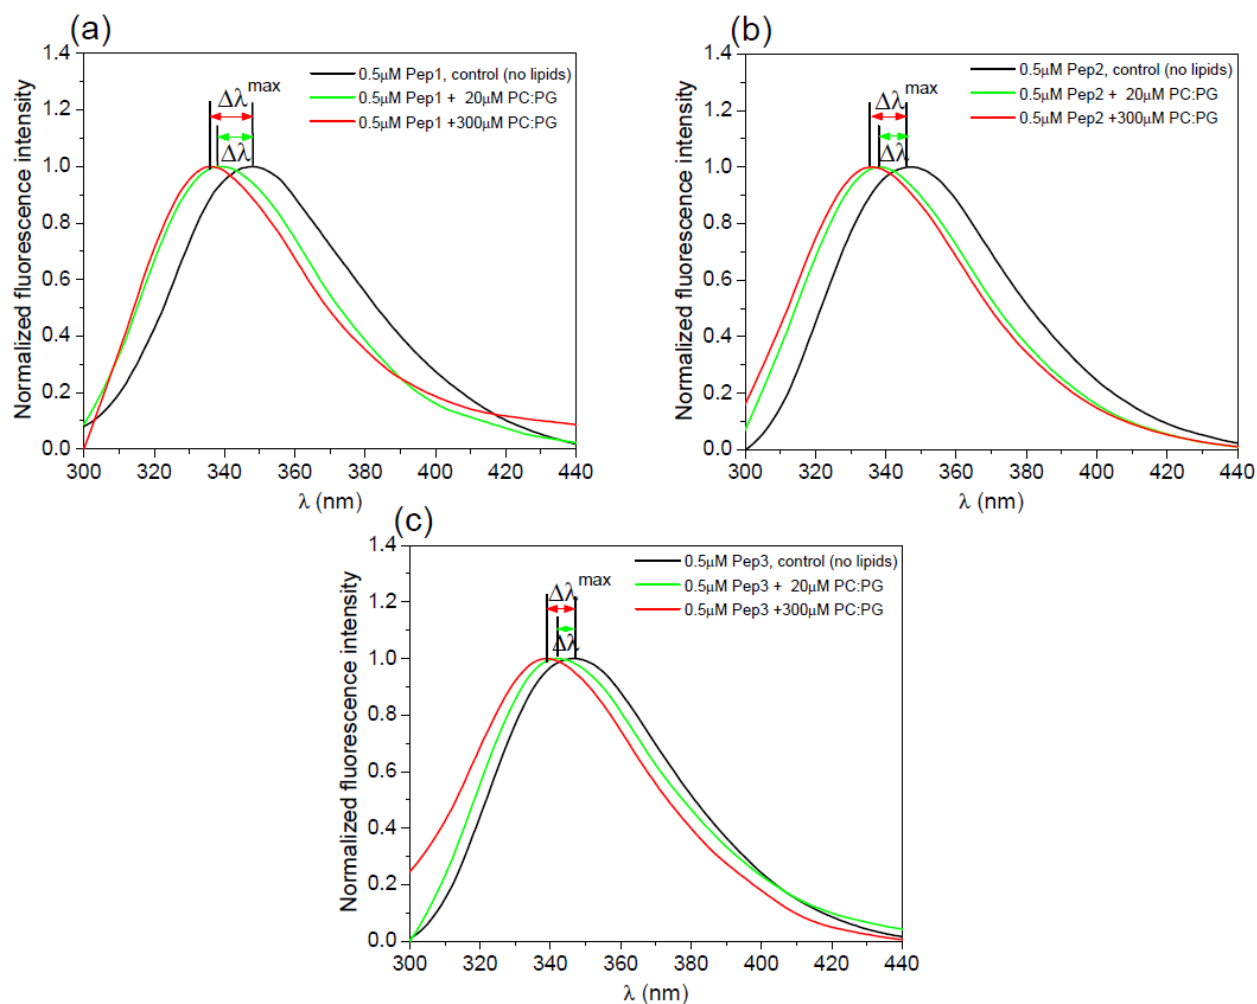 (a)
1.4
1.2
1.0
0.8
0.6
0.4
0.2
0.0
Normalized fluorescence intensity
0.5μM Pep1, control (no lipids)
0.5μM Pep1 + 20μM PC:PG
0.5μM Pep1 +300μM PC:PG
Δλ max
Δλ
300 320 340 360 380 400 420 440
λ (nm)
(b)
1.4
1.2
1.0
0.8
0.6
0.4
0.2
0.0
Normalized fluorescence intensity
0.5μM Pep2, control (no lipids)
0.5μM Pep2 + 20μM PC:PG
0.5μM Pep2 +300μM PC:PG
Δλ max
Δλ
300 320 340 360 380 400 420 440
λ (nm)
(c)
1.4
1.2
1.0
0.8
0.6
0.4
0.2
0.0
Normalized fluorescence intensity
0.5μM Pep3, control (no lipids)
0.5μM Pep3 + 20μM PC:PG
0.5μM Pep3 +300μM PC:PG
Δλ max
Δλ
300 320 340 360 380 400 420 440
λ (nm)